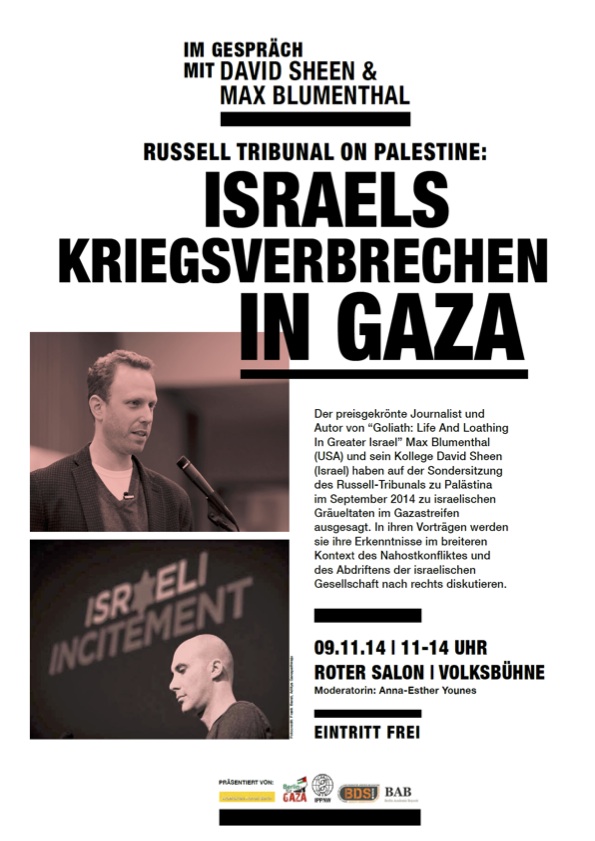 IM GESPRÄCH
MIT DAVID SHEEN &
MAX BLUMENTHAL
RUSSELL TRIBUNAL ON PALESTINE:
ISRAELS
KRIEGSVERBRECHEN
IN GAZA
Der preisgekrönte Journalist und
Autor von “Goliath: Life And Loathing
In Greater Israel” Max Blumenthal
(USA) und sein Kollege David Sheen
(Israel) haben auf der Sondersitzung
des Russell-Tribunals zu Palästina
im September 2014 zu israelischen
Gräueltaten im Gazastreifen
ausgesagt. In ihren Vorträgen werden
sie ihre Erkenntnisse im breiteren
Kontext des Nahostkonfliktes und
des Abdriftens der israelischen
Gesellschaft nach rechts diskutieren.
ISRAELI
INCITEMENT
09.11.14 | 11-14 UHR
ROTER SALON | VOLKSBÜHNE
Moderatorin: Anna-Esther Younes
EINTRITT FREI
PRÄSENTIERT VON:
Berlin
GAZA
IPPNW
BDS!
BAB